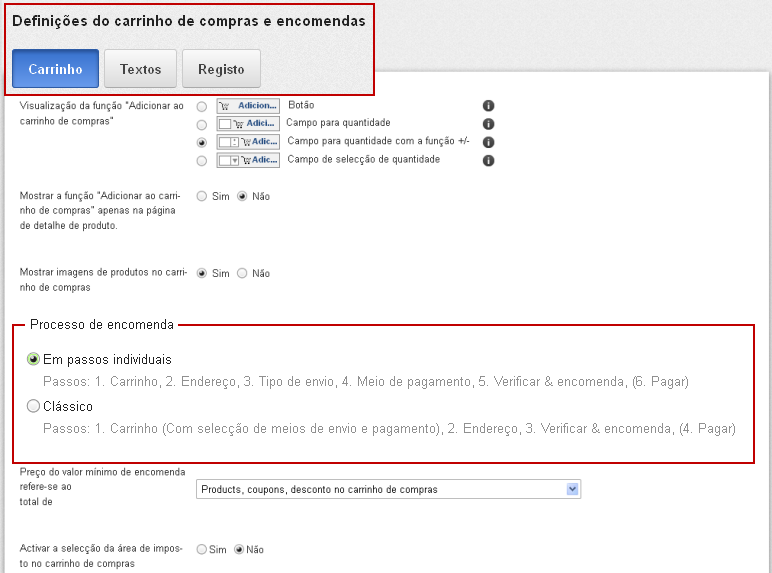 Definições do carrinho de compras e encomendas
Carrinho Textos Registo
Visualização da função "Adicionar ao
carrinho de compras"
Adicion... Botão
Adici... Campo para quantidade
Adic... Campo para quantidade com a função +/-
Adic... Campo de selecção de quantidade
Mostrar a função "Adicionar ao carri-
nho de compras" apenas na página
de detalhe de produto.
Sim Não
Mostrar imagens de produtos no carri-
nho de compras
Sim Não
Processo de encomenda
Em passos individuais
Passos: 1. Carrinho, 2. Endereço, 3. Tipo de envio, 4. Meio de pagamento, 5. Verificar & encomenda, (6. Pagar)
Clássico
Passos: 1. Carrinho (Com selecção de meios de envio e pagamento), 2. Endereço, 3. Verificar & encomenda, (4. Pagar)
Preço do valor mínimo de encomenda
refere-se ao
total de
Products, coupons, desconto no carrinho de compras
Activar a selecção da área de impos-
to no carrinho de compras
Sim Não